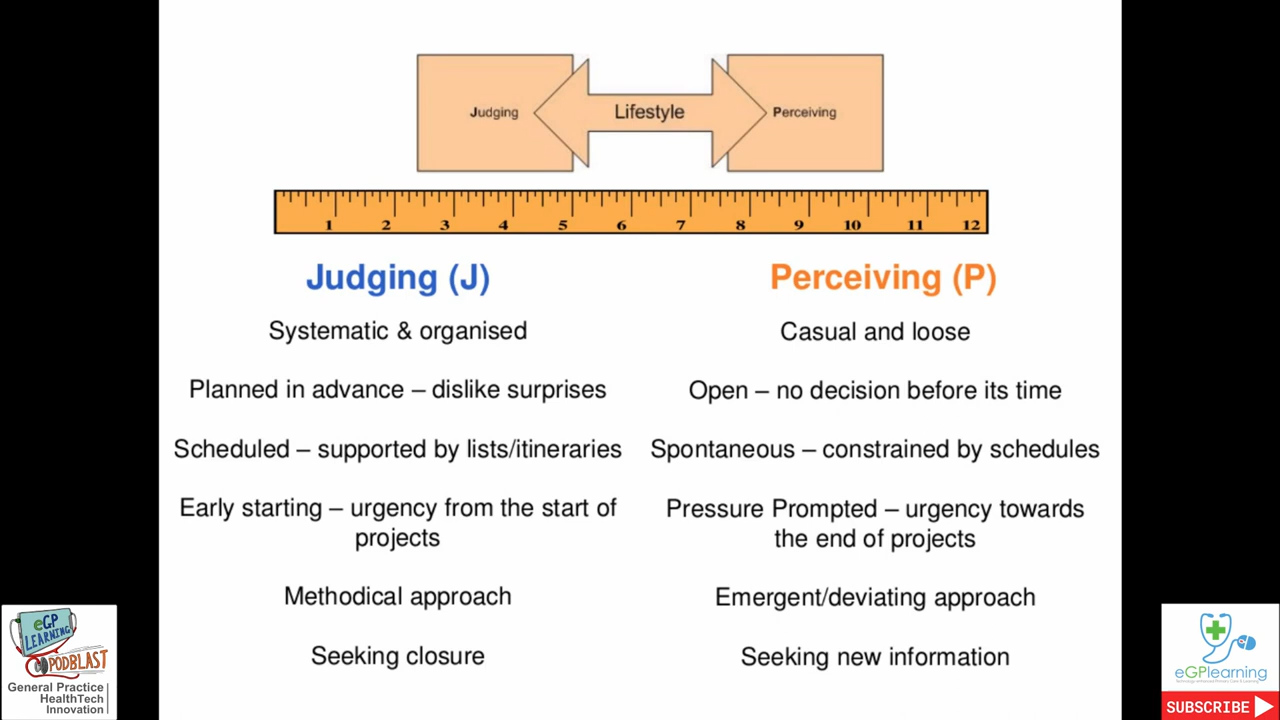 Judging
Lifestyle
Perceiving
1 2 3 4 5 6 7 8 9 10 11 12
Judging (J)
Systematic & organised
Planned in advance – dislike surprises
Scheduled – supported by lists/itineraries
Early starting – urgency from the start of
projects
Methodical approach
Seeking closure
Perceiving (P)
Casual and loose
Open – no decision before its time
Spontaneous – constrained by schedules
Pressure Prompted – urgency towards
the end of projects
Emergent/deviating approach
Seeking new information
eGP
LEARNING
PODBLAST
General Practice
HealthTech
Innovation
eGPlearning
SUBSCRIBE